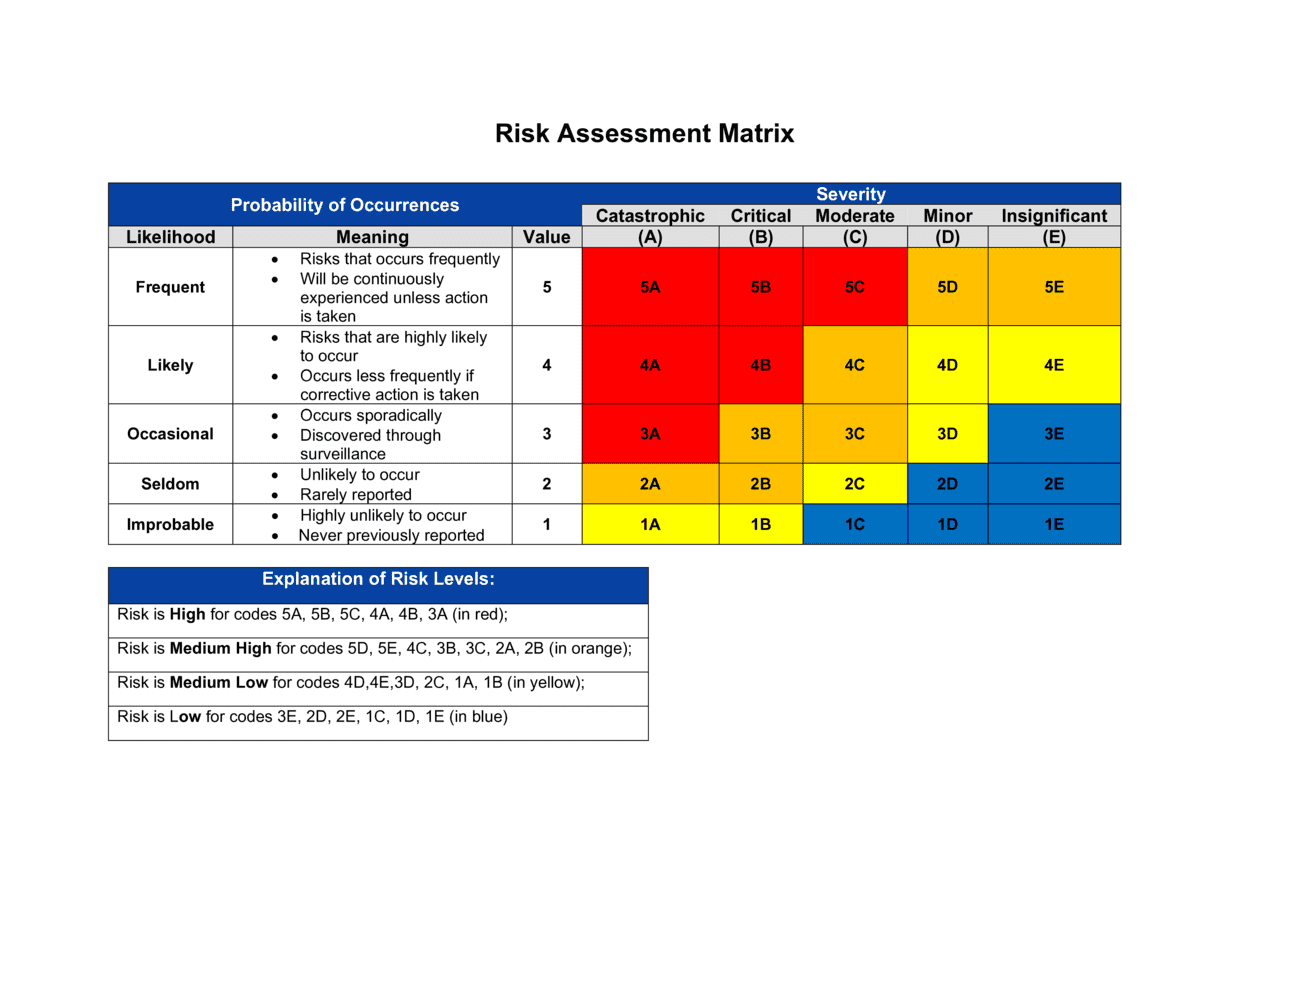 Risk Assessment Matrix
Probability of Occurrences
Severity
Catastrophic Critical Moderate Minor Insignificant
Likelihood Meaning Value (A) (B) (C) (D) (E)
Frequent
• Risks that occurs frequently
• Will be continuously
experienced unless action
is taken
5 5A 5B 5C 5D 5E
Likely
• Risks that are highly likely
to occur
• Occurs less frequently if
corrective action is taken
4 4A 4B 4C 4D 4E
Occasional
• Occurs sporadically
• Discovered through
surveillance
3 3A 3B 3C 3D 3E
Seldom
• Unlikely to occur
• Rarely reported
2 2A 2B 2C 2D 2E
Improbable
• Highly unlikely to occur
• Never previously reported
1 1A 1B 1C 1D 1E
Explanation of Risk Levels:
Risk is High for codes 5A, 5B, 5C, 4A, 4B, 3A (in red);
Risk is Medium High for codes 5D, 5E, 4C, 3B, 3C, 2A, 2B (in orange);
Risk is Medium Low for codes 4D,4E,3D, 2C, 1A, 1B (in yellow);
Risk is Low for codes 3E, 2D, 2E, 1C, 1D, 1E (in blue)